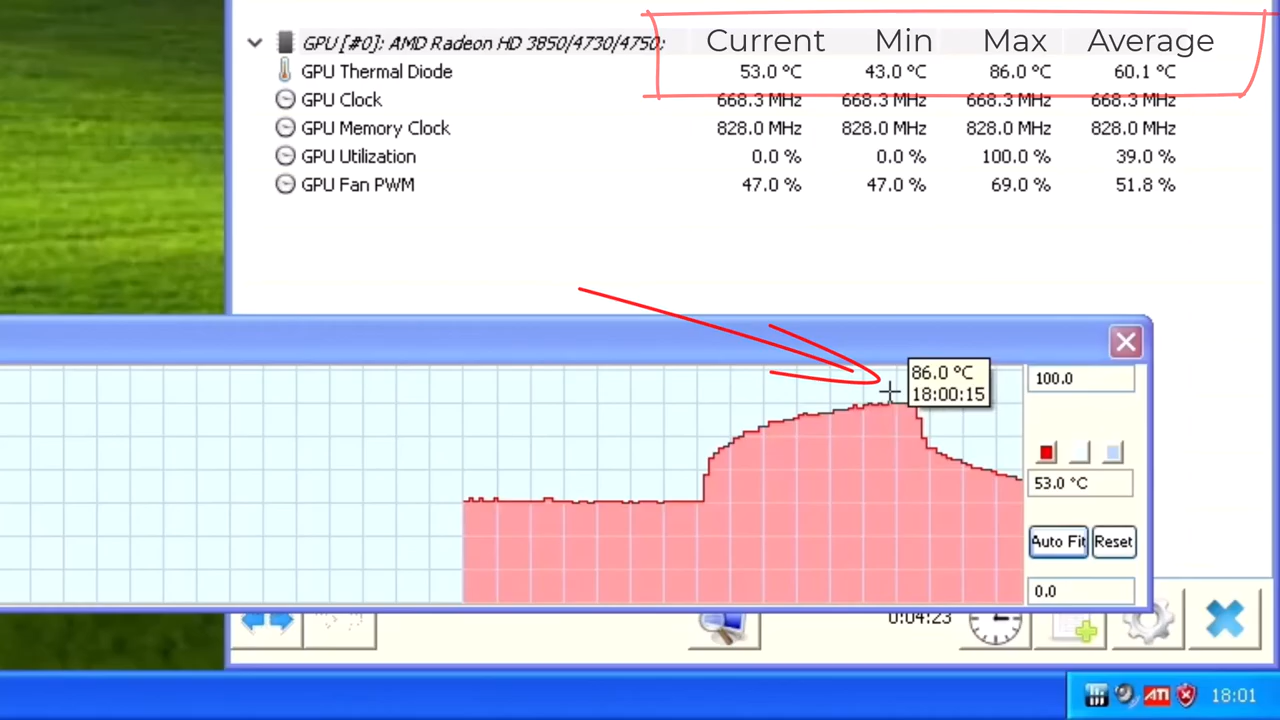 GPU [#0]: AMD Radeon HD 3850/4730/4750: Current Min Max Average
GPU Thermal Diode 53.0 °C 43.0 °C 86.0 °C 60.1 °C
GPU Clock 668.3 MHz 668.3 MHz 668.3 MHz 668.3 MHz
GPU Memory Clock 828.0 MHz 828.0 MHz 828.0 MHz 828.0 MHz
GPU Utilization 0.0 % 0.0 % 100.0 % 39.0 %
GPU Fan PWM 47.0 % 47.0 % 69.0 % 51.8 %
86.0 °C
18:00:15
100.0
53.0 °C
Auto Fit Reset
0.0
0:04:23
ATI 18:01